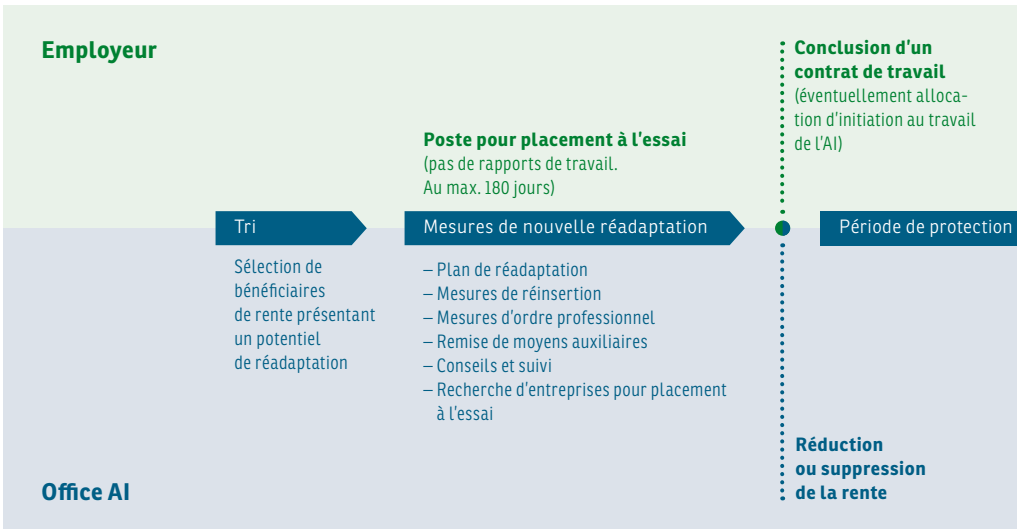 Employeur
Conclusion d’un
contrat de travail
(éventuellement alloca-
tion d’initiation au travail
de l’AI)
Poste pour placement à l’essai
(pas de rapports de travail.
Au max. 180 jours)
Tri
Mesures de nouvelle réadaptation
Période de protection
Sélection de
bénéficiaires
de rente présentant
un potentiel
de réadaptation
– Plan de réadaptation
– Mesures de réinsertion
– Mesures d’ordre professionnel
– Remise de moyens auxiliaires
– Conseils et suivi
– Recherche d’entreprises pour placement
à l’essai
Réduction
ou suppression
de la rente
Office AI